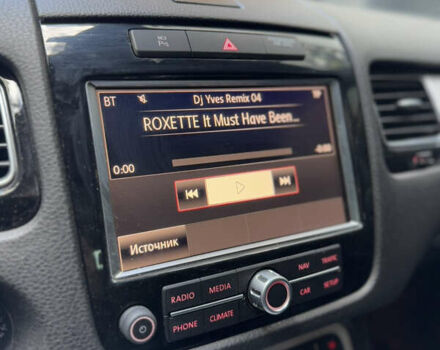 BT Dj Yves Remix 04 TP
ROXETTE It Must Have Been ...
0:00 -0:00
Источник
RADIO MEDIA NAV TRAFFIC
PHONE CLIMATE CAR SETUP